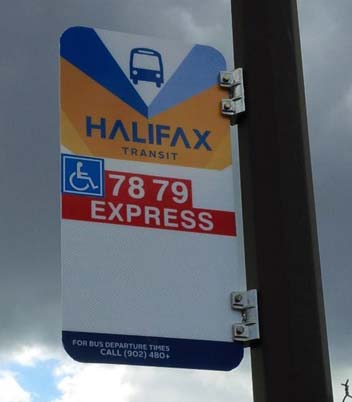 HALIFAX
TRANSIT
78 79
EXPRESS
FOR BUS DEPARTURE TIMES
CALL (902) 480+